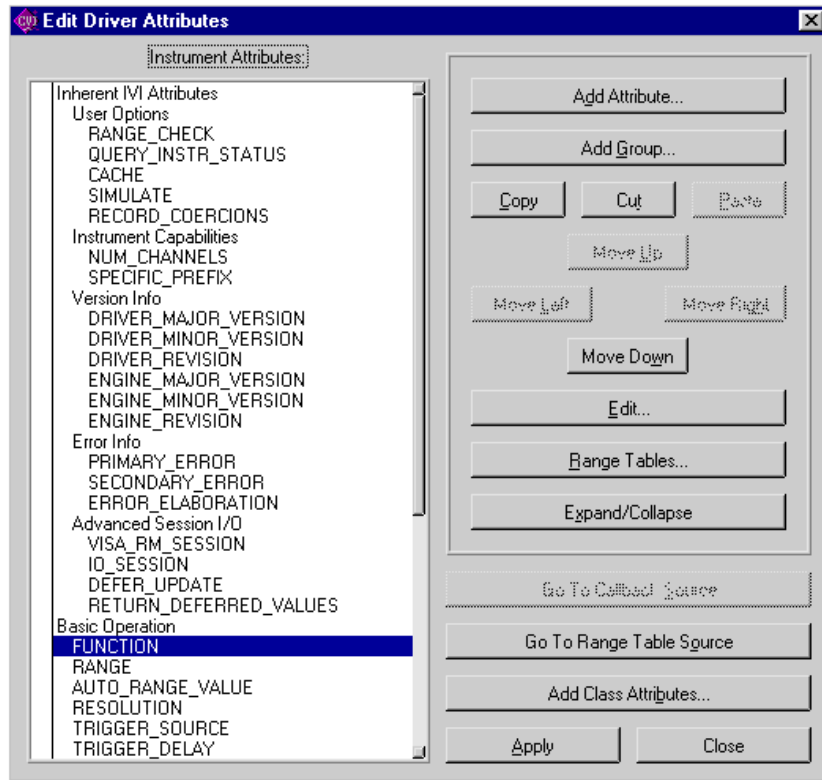 CVI Edit Driver Attributes
Instrument Attributes:
Inherent IVI Attributes
User Options
RANGE_CHECK
QUERY_INSTR_STATUS
CACHE
SIMULATE
RECORD_COERCIONS
Instrument Capabilities
NUM_CHANNELS
SPECIFIC_PREFIX
Version Info
DRIVER_MAJOR_VERSION
DRIVER_MINOR_VERSION
DRIVER_REVISION
ENGINE_MAJOR_VERSION
ENGINE_MINOR_VERSION
ENGINE_REVISION
Error Info
PRIMARY_ERROR
SECONDARY_ERROR
ERROR_ELABORATION
Advanced Session I/O
VISA_RM_SESSION
IO_SESSION
DEFER_UPDATE
RETURN_DEFERRED_VALUES
Basic Operation
FUNCTION
RANGE
AUTO_RANGE_VALUE
RESOLUTION
TRIGGER_SOURCE
TRIGGER_DELAY
Add Attribute...
Add Group...
Copy Cut Paste
Move Up
Move Left Move Right
Move Down
Edit...
Range Tables...
Expand/Collapse
Go To Callback Source
Go To Range Table Source
Add Class Attributes...
Apply Close